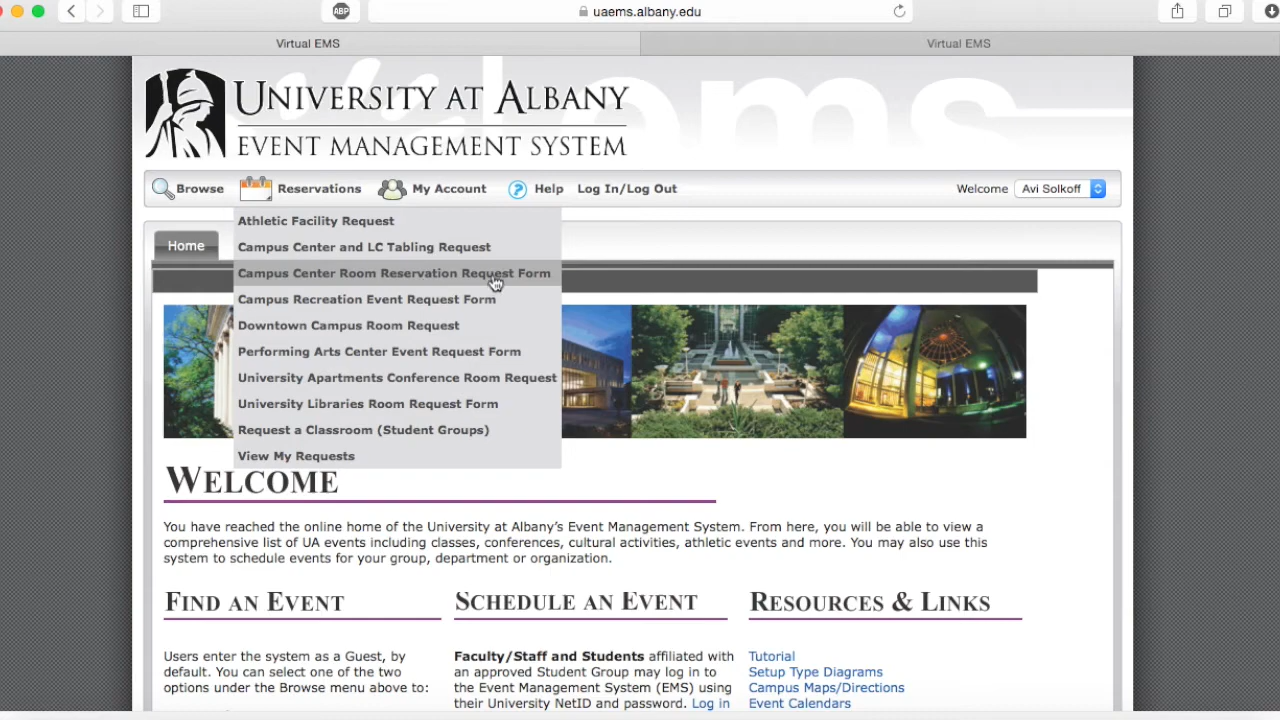 ABP
uaems.albany.edu
Virtual EMS
Virtual EMS
ems
UNIVERSITY AT ALBANY
EVENT MANAGEMENT SYSTEM
Browse
Reservations
My Account
? Help
Log In/Log Out
Welcome
Avi Solkoff
Home
Athletic Facility Request
Campus Center and LC Tabling Request
Campus Center Room Reservation Request Form
Campus Recreation Event Request Form
Downtown Campus Room Request
Performing Arts Center Event Request Form
University Apartments Conference Room Request
University Libraries Room Request Form
Request a Classroom (Student Groups)
View My Requests
WELCOME
You have reached the online home of the University at Albany's Event Management System. From here, you will be able to view a
comprehensive list of UA events including classes, conferences, cultural activities, athletic events and more. You may also use this
system to schedule events for your group, department or organization.
FIND AN EVENT
Users enter the system as a Guest, by
default. You can select one of the two
options under the Browse menu above to:
SCHEDULE AN EVENT
Faculty/Staff and Students affiliated with
an approved Student Group may log in to
the Event Management System (EMS) using
their University NetID and password. Log in
RESOURCES & LINKS
Tutorial
Setup Type Diagrams
Campus Maps/Directions
Event Calendars